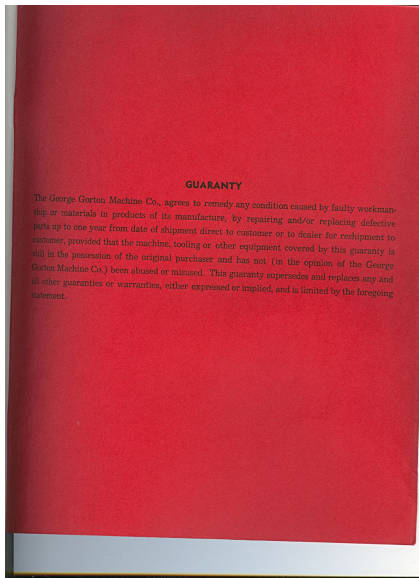 GUARANTY
The George Gorton Machine Co., agrees to remedy any condition caused by faulty workman-
ship or materials in products of its manufacture, by repairing and/or replacing defective
parts up to one year from date of shipment direct to customer or to dealer for reshipment to
customer, provided that the machine, tooling or other equipment covered by this guaranty is
still in the possession of the original purchaser and has not (in the opinion of the George
Gorton Machine Co.) been abused or misused. This guaranty supersedes and replaces any and
all other guaranties or warranties, either expressed or implied, and is limited by the foregoing
statement.